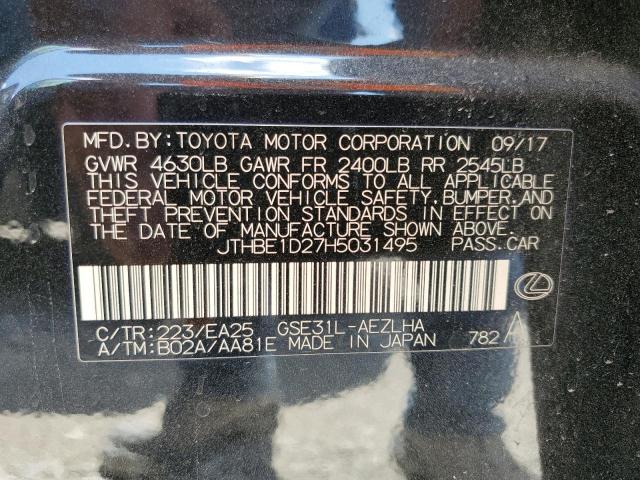 MFD. BY: TOYOTA MOTOR CORPORATION 09/17
GVWR 4630LB GAWR FR 2400LB RR 2545LB
THIS VEHICLE CONFORMS TO ALL APPLICABLE
FEDERAL MOTOR VEHICLE SAFETY, BUMPER, AND
THEFT PREVENTION STANDARDS IN EFFECT ON
THE DATE OF MANUFACTURE SHOWN ABOVE.
JTHBE1D27H5031495 PASS.CAR
C/TR: 223/EA25 GSE31L-AEZLHA
A/TM: B02A/AA81E MADE IN JAPAN 782 A